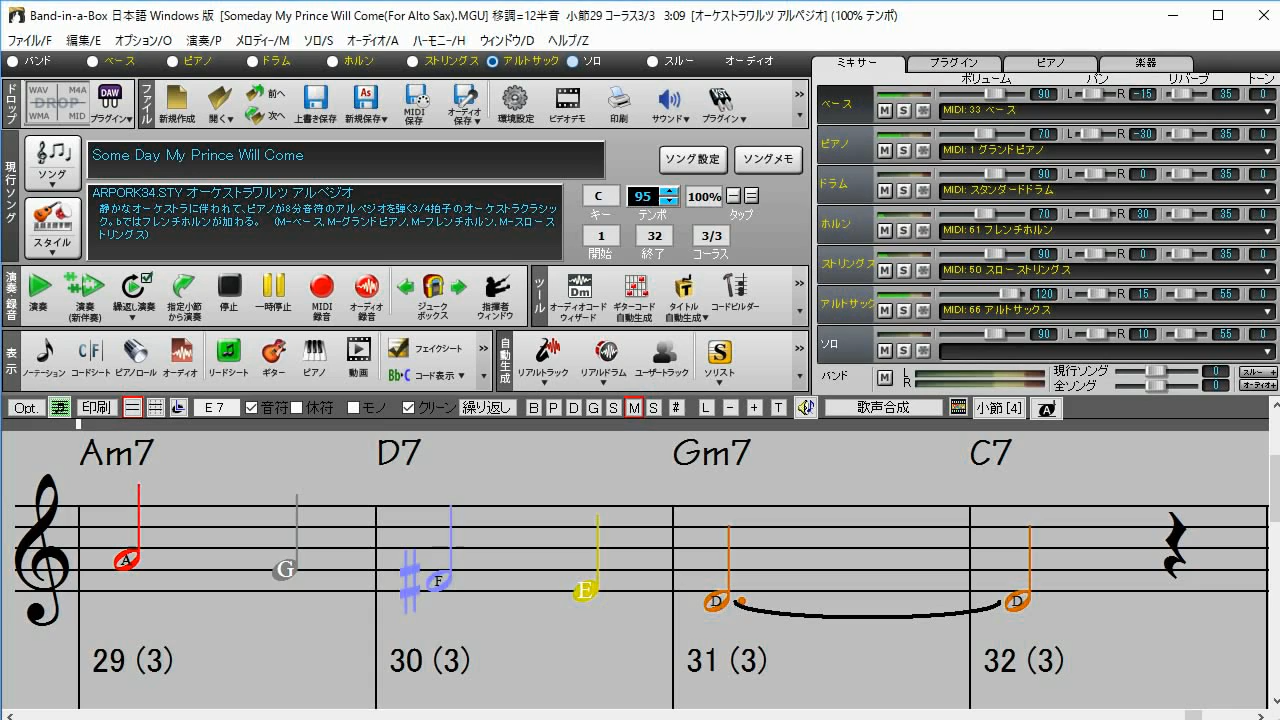 Band-in-a-Box 日本語 Windows 版 [Someday My Prince Will Come(For Alto Sax).MGU] 移調=12半音 小節29 コーラス3/3 3:09 [オーケストラワルツ アルペジオ] (100% テンポ)
ファイル/F 編集/E オプション/O 演奏/P メロディー/M ソロ/S オーディオ/A ハーモニー/H ウィンドウ/D ヘルプ/Z
バンド ベース ピアノ ドラム ホルン ストリングス アルトサックス ソロ スルー オーディオ
ミキサー プラグイン ピアノ 楽器
ボリューム パン リバーブ トーン
ドロップ
WAV M4A
DROP
WMA MID
DAW
プラグイン
ファイル
新規作成 開く 前へ
次へ
上書き保存 新規保存 MIDI 保存 オーディオ 保存 環境設定 ビデオデモ 印刷 サウンド プラグイン
現行ソング
ソング
スタイル
Some Day My Prince Will Come
ソング設定 ソングメモ
ARPORK34.STY オーケストラワルツ アルペジオ
静かなオーケストラに伴われて、ピアノが8分音符のアルペジオを弾く3/4拍子のオーケストラクラシック。bではフレンチホルンが加わる。 (M=ベース, M=グランドピアノ, M=フレンチホルン, M=スロー ストリングス)
C 95 100%
キー テンポ タップ
1 32 3/3
開始 終了 コーラス
ベース 90 L R -15 35 0
M S MIDI: 33 ベース
ピアノ 70 L R -30 35 0
M S MIDI: 1 グランドピアノ
ドラム 90 L R 0 35 0
M S MIDI: スタンダードドラム
ホルン 70 L R 30 35 0
M S MIDI: 61 フレンチホルン
ストリングス 90 L R 0 35 0
M S MIDI: 50 スロー ストリングス
アルトサックス 120 L R 15 55 0
M S MIDI: 66 アルトサックス
ソロ 90 L R 10 55 0
M S
バンド M L R 現行ソング 0 スルー
全ソング 0 オーディオ
演奏・録音
演奏 演奏 (新伴奏) 繰返し演奏 指定小節 から演奏 停止 一時停止 MIDI 録音 オーディオ 録音 ジューク ボックス 指揮者 ウィンドウ
ツール
オーディオコード ウィザード ギターコード 自動生成 タイトル 自動生成 コードビルダー
表示
ノーテーション コードシート ピアノロール オーディオ リードシート ギター ピアノ 動画 フェイクシート
コード表示
自動生成
リアルトラック リアルドラム ユーザートラック ソリスト
Opt. 印刷 E 7 音符 休符 モノ クリーン 繰り返し B P D G S M S # L - + T 歌声合成 小節 [4]
Am7 D7 Gm7 C7
A G F E D D
29 (3) 30 (3) 31 (3) 32 (3)